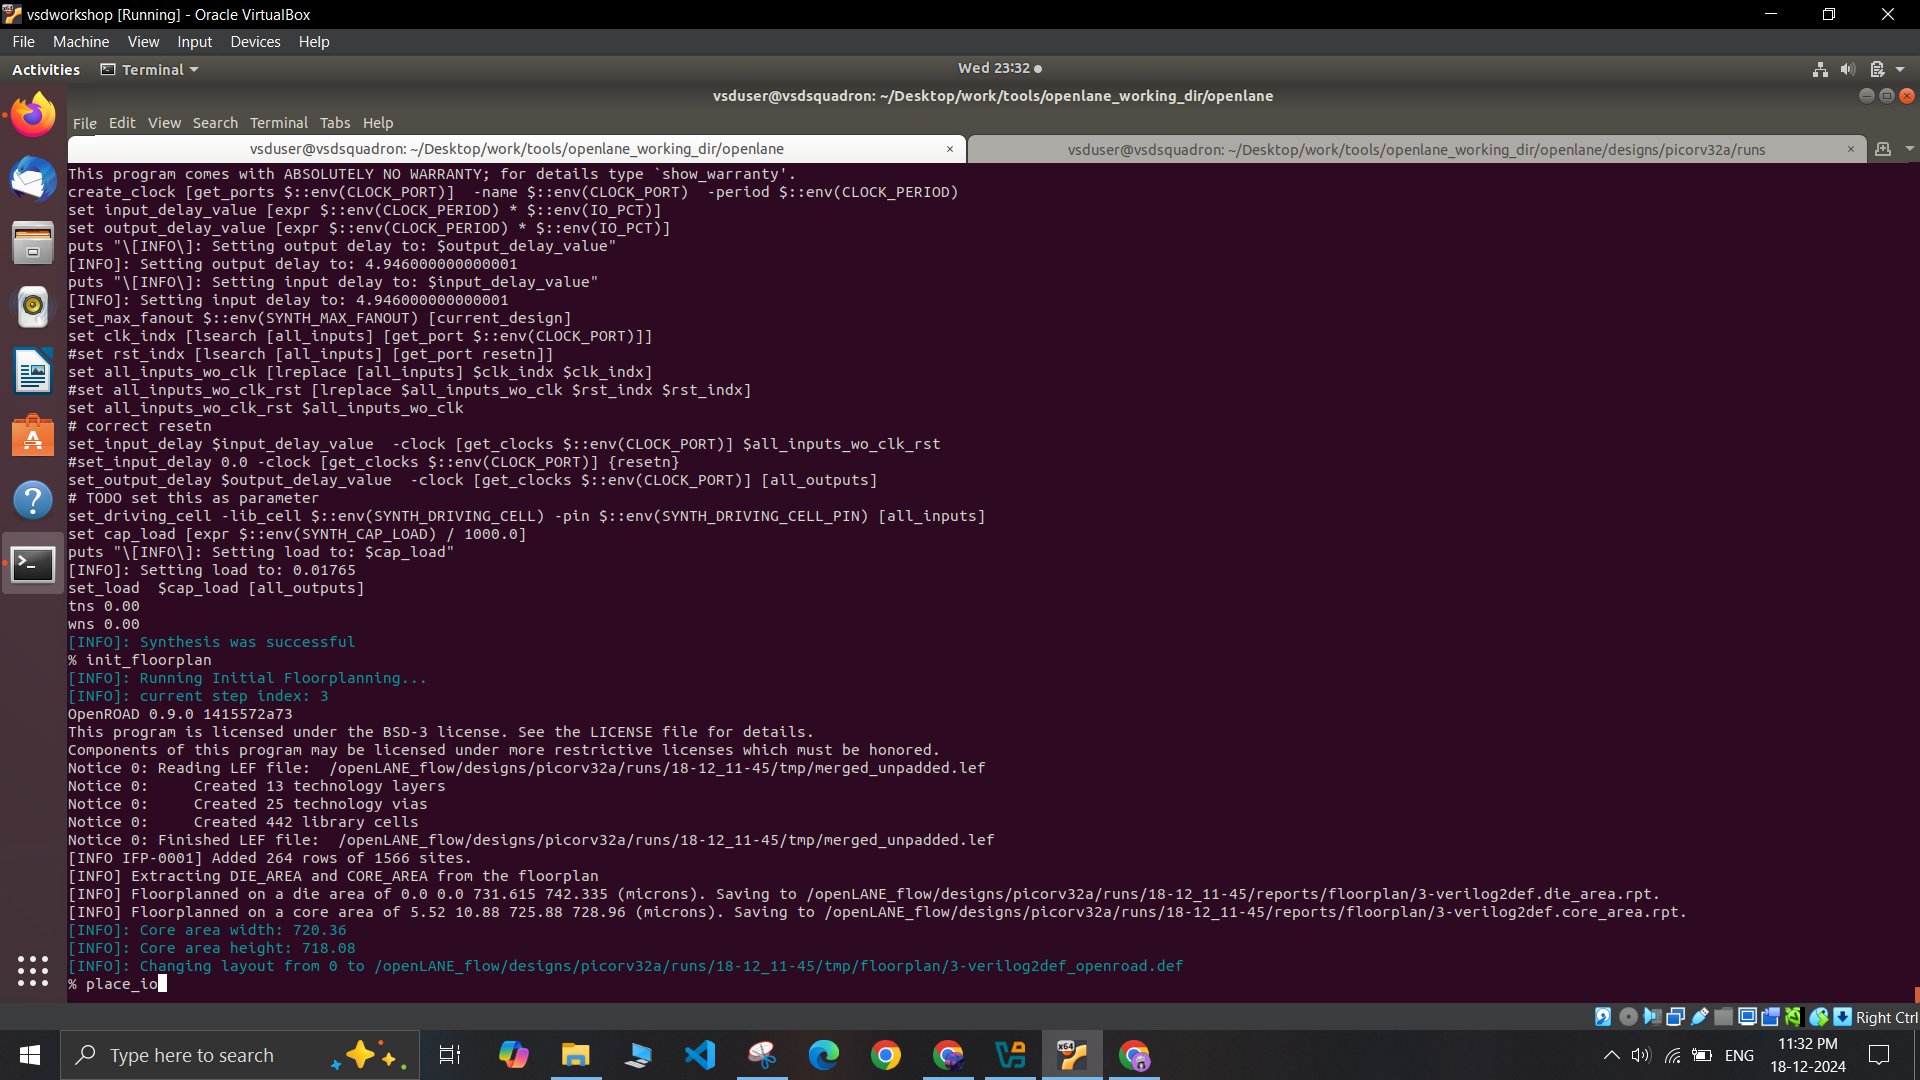 vsdworkshop [Running] - Oracle VirtualBox
File Machine View Input Devices Help
Activities Terminal Wed 23:32
vsduser@vsdsquadron: ~/Desktop/work/tools/openlane_working_dir/openlane
File Edit View Search Terminal Tabs Help
vsduser@vsdsquadron: ~/Desktop/work/tools/openlane_working_dir/openlane × vsduser@vsdsquadron: ~/Desktop/work/tools/openlane_working_dir/openlane/designs/picorv32a/runs ×
This program comes with ABSOLUTELY NO WARRANTY; for details type `show_warranty'.
create_clock [get_ports $::env(CLOCK_PORT)]  -name $::env(CLOCK_PORT)  -period $::env(CLOCK_PERIOD)
set input_delay_value [expr $::env(CLOCK_PERIOD) * $::env(IO_PCT)]
set output_delay_value [expr $::env(CLOCK_PERIOD) * $::env(IO_PCT)]
puts "\[INFO\]: Setting output delay to: $output_delay_value"
[INFO]: Setting output delay to: 4.946000000000001
puts "\[INFO\]: Setting input delay to: $input_delay_value"
[INFO]: Setting input delay to: 4.946000000000001
set_max_fanout $::env(SYNTH_MAX_FANOUT) [current_design]
set clk_indx [lsearch [all_inputs] [get_port $::env(CLOCK_PORT)]]
#set rst_indx [lsearch [all_inputs] [get_port resetn]]
set all_inputs_wo_clk [lreplace [all_inputs] $clk_indx $clk_indx]
#set all_inputs_wo_clk_rst [lreplace $all_inputs_wo_clk $rst_indx $rst_indx]
set all_inputs_wo_clk_rst $all_inputs_wo_clk
# correct resetn
set_input_delay $input_delay_value  -clock [get_clocks $::env(CLOCK_PORT)] $all_inputs_wo_clk_rst
#set_input_delay 0.0 -clock [get_clocks $::env(CLOCK_PORT)] {resetn}
set_output_delay $output_delay_value  -clock [get_clocks $::env(CLOCK_PORT)] [all_outputs]
# TODO set this as parameter
set_driving_cell -lib_cell $::env(SYNTH_DRIVING_CELL) -pin $::env(SYNTH_DRIVING_CELL_PIN) [all_inputs]
set cap_load [expr $::env(SYNTH_CAP_LOAD) / 1000.0]
puts "\[INFO\]: Setting load to: $cap_load"
[INFO]: Setting load to: 0.01765
set_load  $cap_load [all_outputs]
tns 0.00
wns 0.00
[INFO]: Synthesis was successful
% init_floorplan
[INFO]: Running Initial Floorplanning...
[INFO]: current step index: 3
OpenROAD 0.9.0 1415572a73
This program is licensed under the BSD-3 license. See the LICENSE file for details.
Components of this program may be licensed under more restrictive licenses which must be honored.
Notice 0: Reading LEF file:  /openLANE_flow/designs/picorv32a/runs/18-12_11-45/tmp/merged_unpadded.lef
Notice 0:     Created 13 technology layers
Notice 0:     Created 25 technology vias
Notice 0:     Created 442 library cells
Notice 0: Finished LEF file:  /openLANE_flow/designs/picorv32a/runs/18-12_11-45/tmp/merged_unpadded.lef
[INFO IFP-0001] Added 264 rows of 1566 sites.
[INFO] Extracting DIE_AREA and CORE_AREA from the floorplan
[INFO] Floorplanned on a die area of 0.0 0.0 731.615 742.335 (microns). Saving to /openLANE_flow/designs/picorv32a/runs/18-12_11-45/reports/floorplan/3-verilog2def.die_area.rpt.
[INFO] Floorplanned on a core area of 5.52 10.88 725.88 728.96 (microns). Saving to /openLANE_flow/designs/picorv32a/runs/18-12_11-45/reports/floorplan/3-verilog2def.core_area.rpt.
[INFO]: Core area width: 720.36
[INFO]: Core area height: 718.08
[INFO]: Changing layout from 0 to /openLANE_flow/designs/picorv32a/runs/18-12_11-45/tmp/floorplan/3-verilog2def_openroad.def
% place_io
Right Ctrl
Type here to search
ENG
11:32 PM
18-12-2024